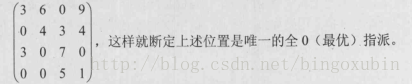 3 6 0 9
0 4 3 4
3 0 7 0
0 0 5 1
，这样就断定上述位置是唯一的全 0（最优）指派。
http://blog.csdn.net/bingoxubin